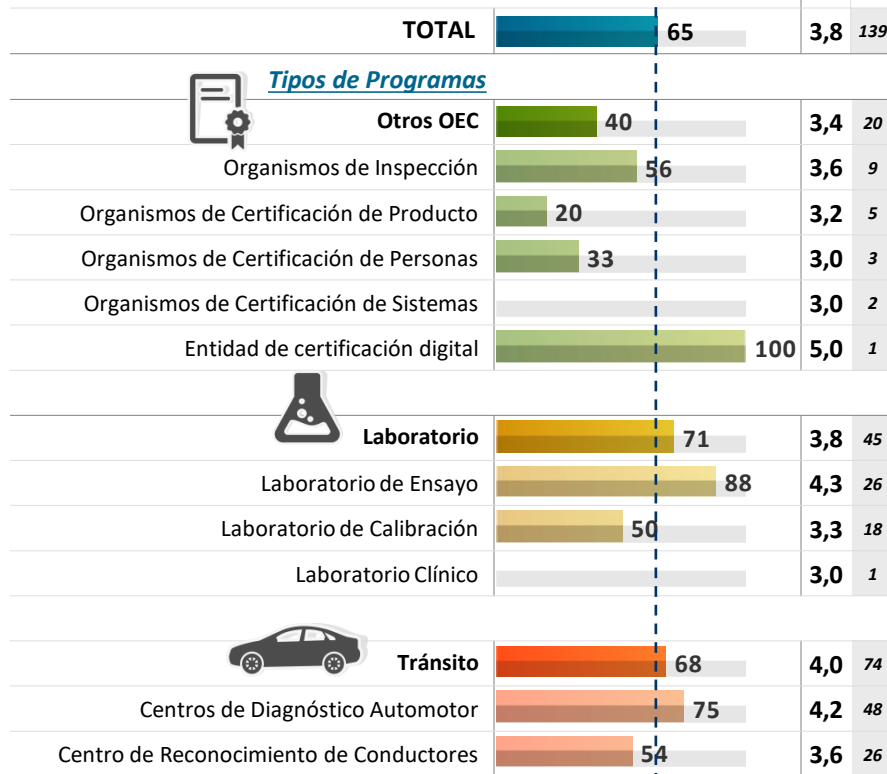 TOTAL 65 3,8 139
Tipos de Programas
Otros OEC 40 3,4 20
Organismos de Inspección 56 3,6 9
Organismos de Certificación de Producto 20 3,2 5
Organismos de Certificación de Personas 33 3,0 3
Organismos de Certificación de Sistemas 3,0 2
Entidad de certificación digital 100 5,0 1
Laboratorio 71 3,8 45
Laboratorio de Ensayo 88 4,3 26
Laboratorio de Calibración 50 3,3 18
Laboratorio Clínico 3,0 1
Tránsito 68 4,0 74
Centros de Diagnóstico Automotor 75 4,2 48
Centro de Reconocimiento de Conductores 54 3,6 26